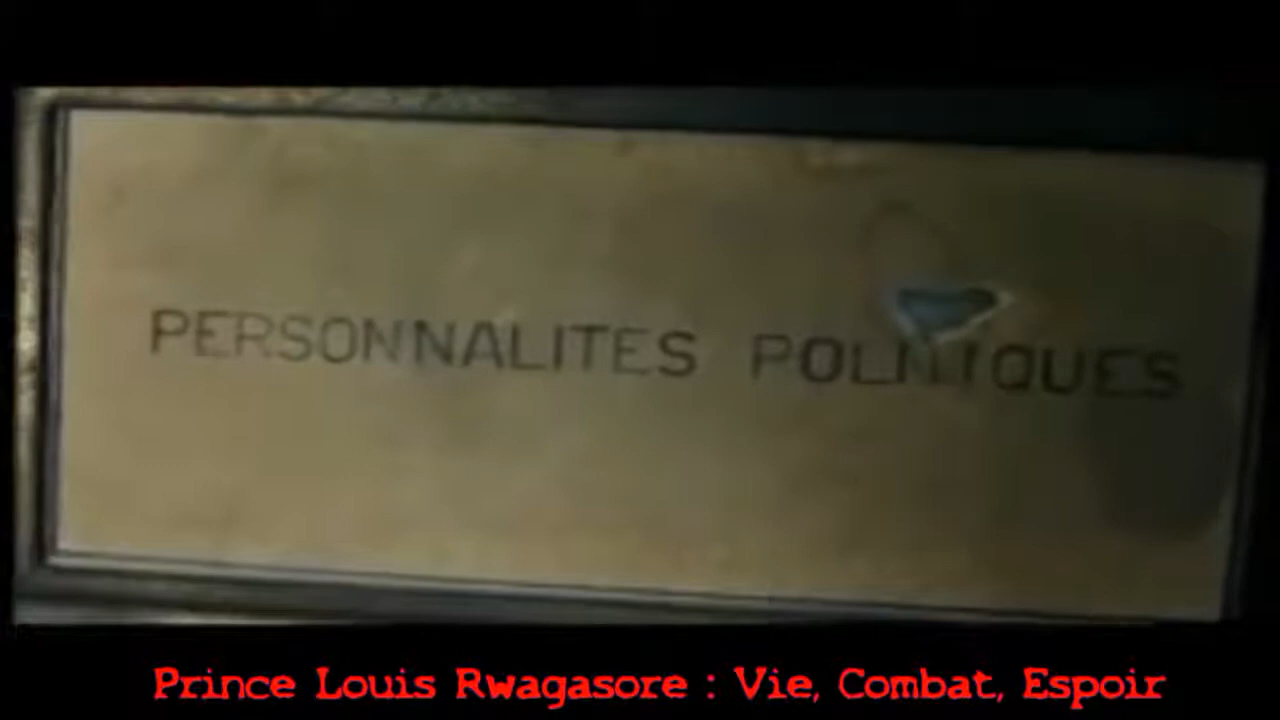 PERSONNALITES POLITIQUES
Prince Louis Rwagasore : Vie, Combat, Espoir